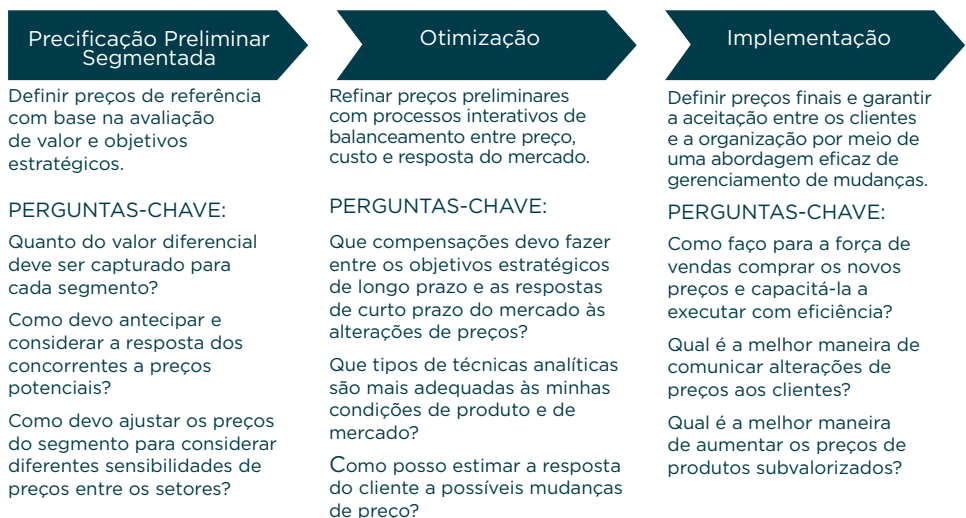 Precificação Preliminar
Segmentada
Definir preços de referência
com base na avaliação
de valor e objetivos
estratégicos.
PERGUNTAS-CHAVE:
Quanto do valor diferencial
deve ser capturado para
cada segmento?
Como devo antecipar e
considerar a resposta dos
concorrentes a preços
potenciais?
Como devo ajustar os preços
do segmento para considerar
diferentes sensibilidades de
preços entre os setores?
Otimização
Refinar preços preliminares
com processos interativos de
balanceamento entre preço,
custo e resposta do mercado.
PERGUNTAS-CHAVE:
Que compensações devo fazer
entre os objetivos estratégicos
de longo prazo e as respostas
de curto prazo do mercado às
alterações de preços?
Que tipos de técnicas analíticas
são mais adequadas às minhas
condições de produto e de
mercado?
Como posso estimar a resposta
do cliente a possíveis mudanças
de preço?
Implementação
Definir preços finais e garantir
a aceitação entre os clientes
e a organização por meio de
uma abordagem eficaz de
gerenciamento de mudanças.
PERGUNTAS-CHAVE:
Como faço para a força de
vendas comprar os novos
preços e capacitá-la a
executar com eficiência?
Qual é a melhor maneira de
comunicar alterações de
preços aos clientes?
Qual é a melhor maneira
de aumentar os preços de
produtos subvalorizados?